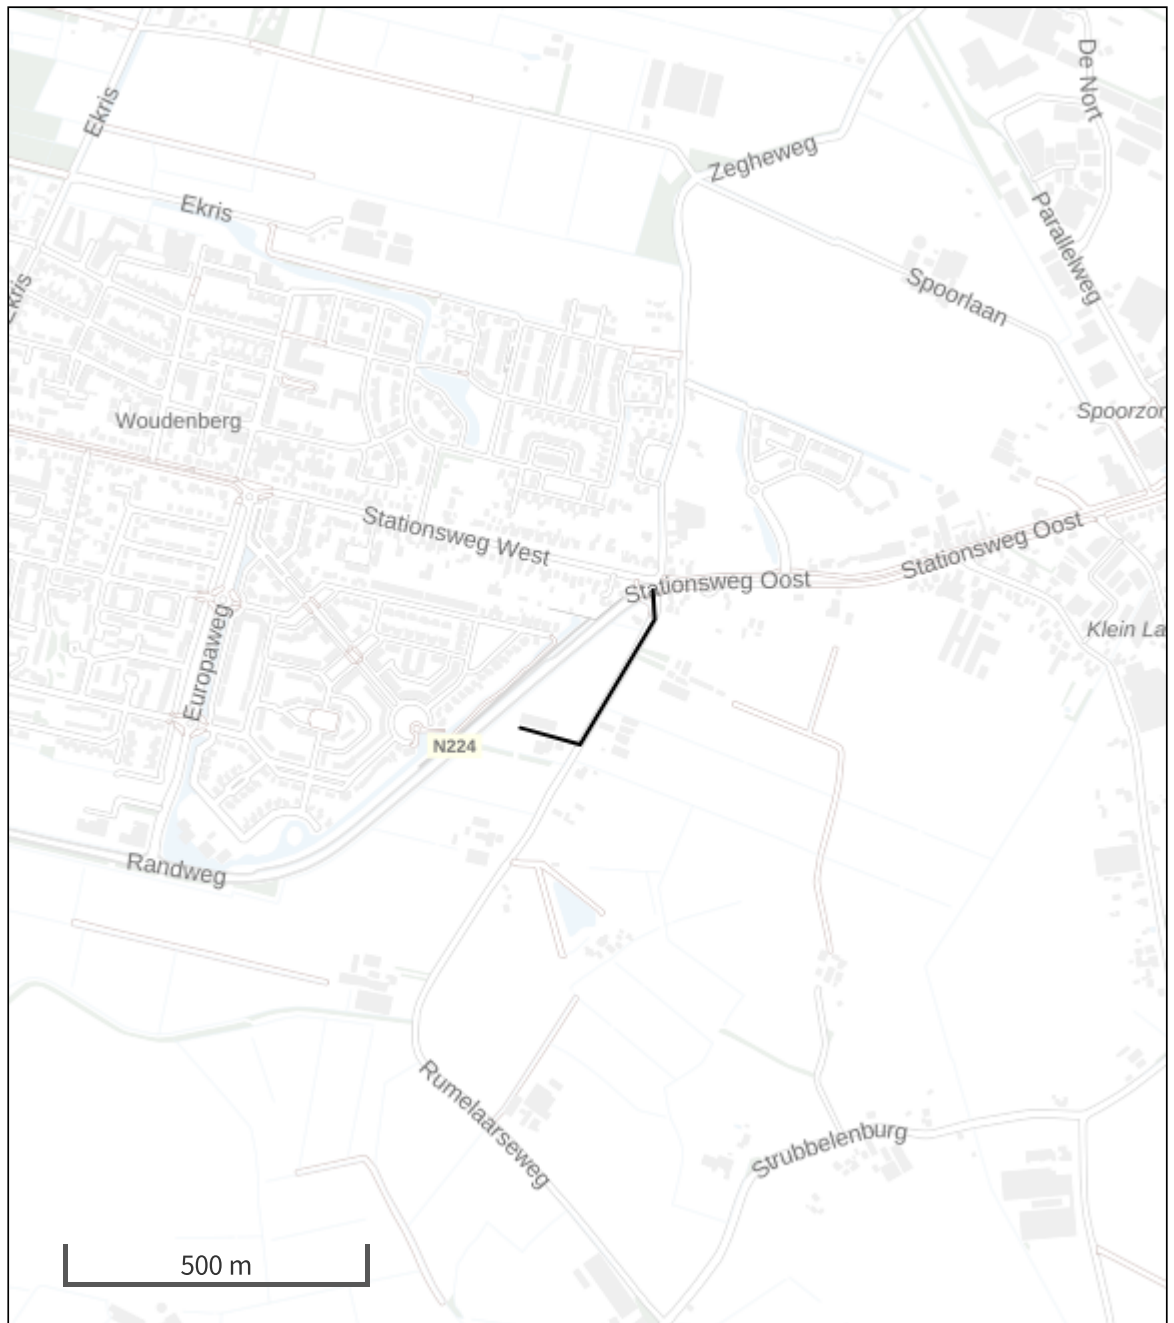 De Nort
Ekris
Zegheweg
Ekris
Parallelweg
Spoorlaan
Ekris
Woudenberg
Spoorzor
Stationsweg West
Stationsweg Oost
Stationsweg Oost
Klein La
Europaweg
N224
Randweg
Rumelaarseweg
Strubbelenburg
500 m